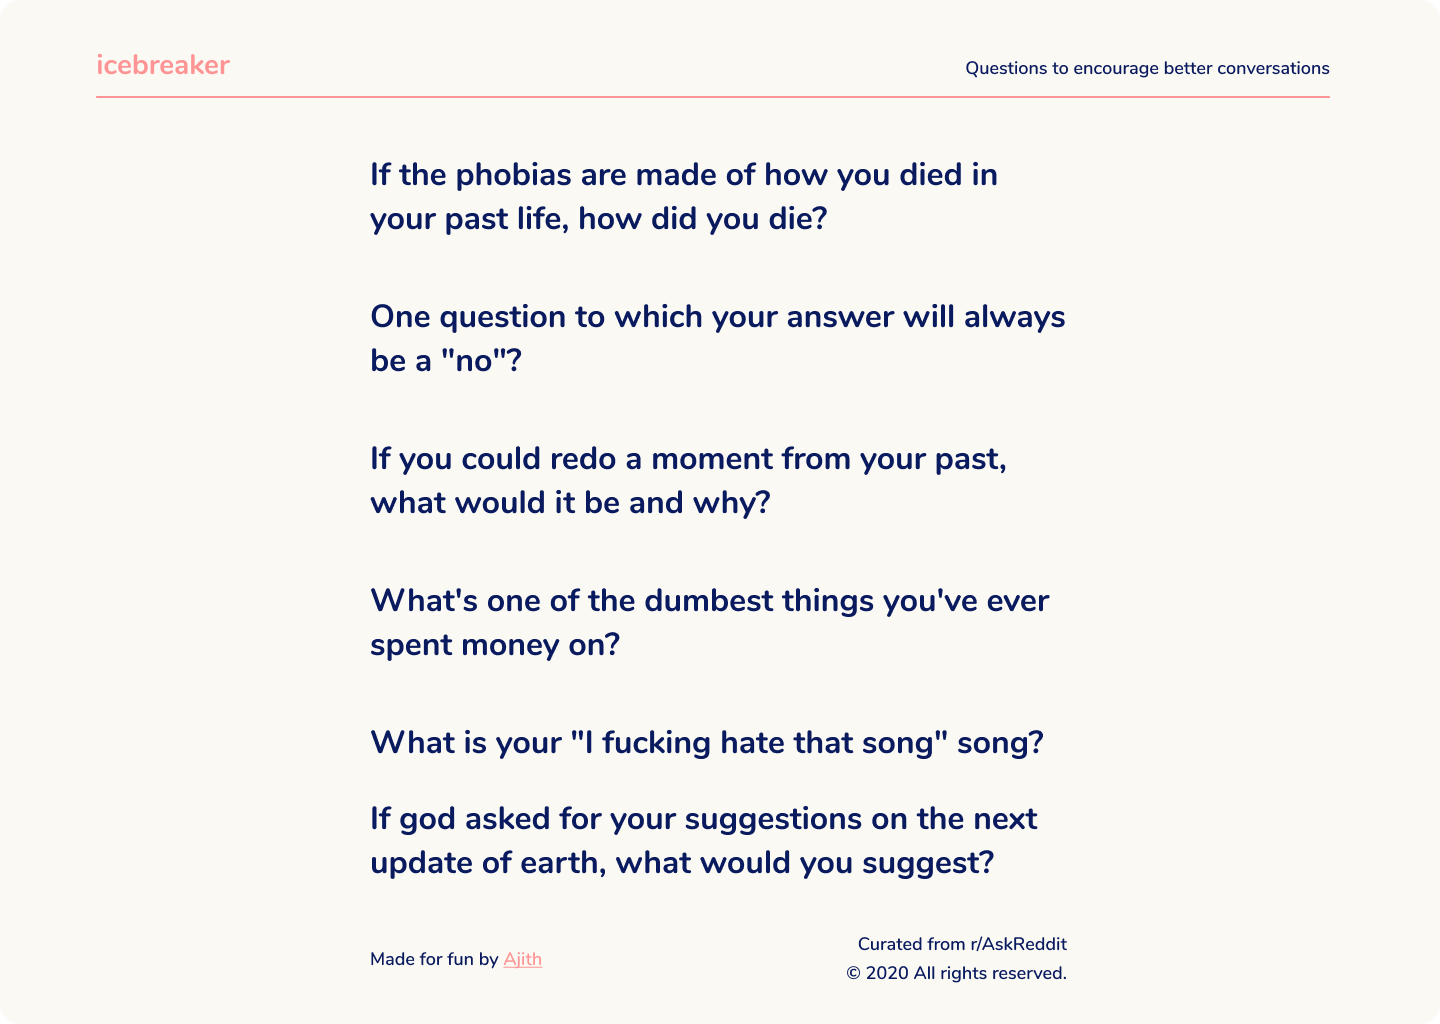 icebreaker
Questions to encourage better conversations
If the phobias are made of how you died in
your past life, how did you die?
One question to which your answer will always
be a "no"?
If you could redo a moment from your past,
what would it be and why?
What's one of the dumbest things you've ever
spent money on?
What is your "I fucking hate that song" song?
If god asked for your suggestions on the next
update of earth, what would you suggest?
Made for fun by Ajith
Curated from r/AskReddit
© 2020 All rights reserved.